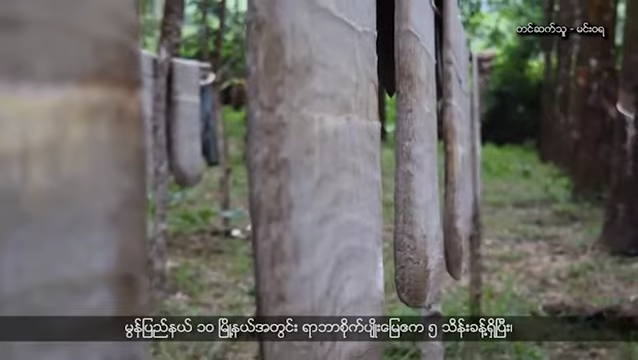 တင်ဆက်သူ - မင်းဝရ
မွန်ပြည်နယ် ၁၀ မြို့နယ်အတွင်း ရာဘာစိုက်ပျိုးမြေဧက ၅ သိန်းခန့်ရှိပြီး၊